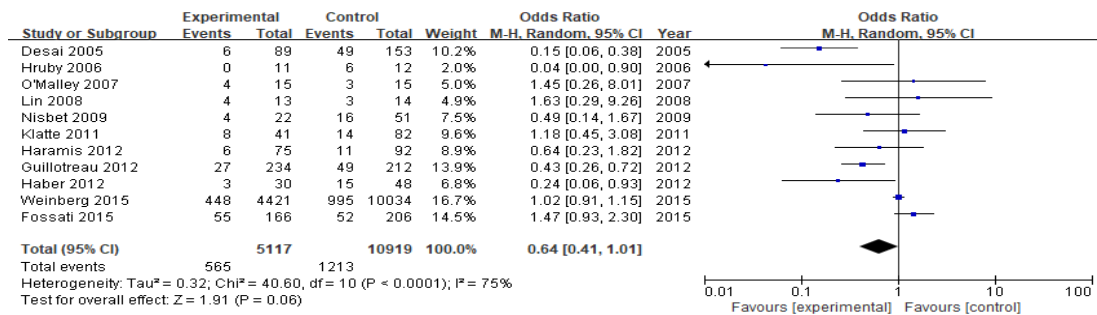 Experimental Control Odds Ratio Odds Ratio
Study or Subgroup Events Total Events Total Weight M-H, Random, 95% CI Year M-H, Random, 95% CI
Desai 2005 6 89 49 153 10.2% 0.15 [0.06, 0.38] 2005
Hruby 2006 0 11 6 12 2.0% 0.04 [0.00, 0.90] 2006
O'Malley 2007 4 15 3 15 5.0% 1.45 [0.26, 8.01] 2007
Lin 2008 4 13 3 14 4.9% 1.63 [0.29, 9.26] 2008
Nisbet 2009 4 22 16 51 7.5% 0.49 [0.14, 1.67] 2009
Klatte 2011 8 41 14 82 9.6% 1.18 [0.45, 3.08] 2011
Haramis 2012 6 75 11 92 9.1% 0.64 [0.23, 1.82] 2012
Guillotreau 2012 27 234 49 212 13.9% 0.43 [0.26, 0.72] 2012
Haber 2012 3 30 15 48 6.8% 0.24 [0.06, 0.93] 2012
Weinberg 2015 448 4421 995 10034 16.7% 1.02 [0.91, 1.15] 2015
Fossati 2015 55 166 52 206 14.5% 1.47 [0.93, 2.30] 2015
Total (95% CI) 5117 10919 100.0% 0.64 [0.41, 1.01]
Total events 565 1213
Heterogeneity: Tau² = 0.32; Chi² = 40.60, df = 10 (P < 0.0001); I² = 75%
Test for overall effect: Z = 1.91 (P = 0.06)
0.01 0.1 1 10 100
Favours [experimental] Favours [control]